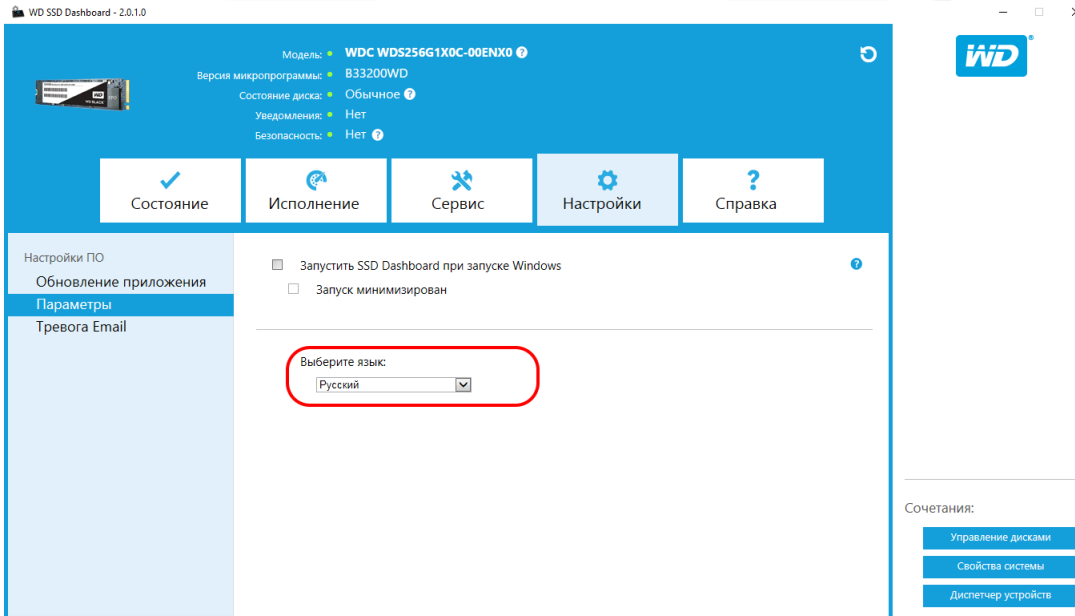 WD SSD Dashboard - 2.0.1.0
Модель: WDC WDS256G1X0C-00ENX0 ?
Версия микропрограммы: B33200WD
Состояние диска: Обычное ?
Уведомления: Нет
Безопасность: Нет ?
WD
Состояние
Исполнение
Сервис
Настройки
? Справка
Настройки ПО
Обновление приложения
Параметры
Тревога Email
Запустить SSD Dashboard при запуске Windows ?
Запуск минимизирован
Выберите язык:
Русский
Сочетания:
Управление дисками
Свойства системы
Диспетчер устройств